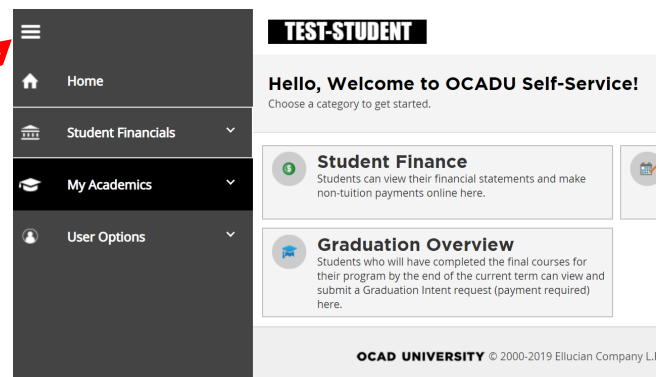 TEST-STUDENT
Home
Student Financials
My Academics
User Options
Hello, Welcome to OCADU Self-Service!
Choose a category to get started.
Student Finance
Students can view their financial statements and make
non-tuition payments online here.
Graduation Overview
Students who will have completed the final courses for
their program by the end of the current term can view and
submit a Graduation Intent request (payment required)
here.
OCAD UNIVERSITY © 2000-2019 Ellucian Company L.